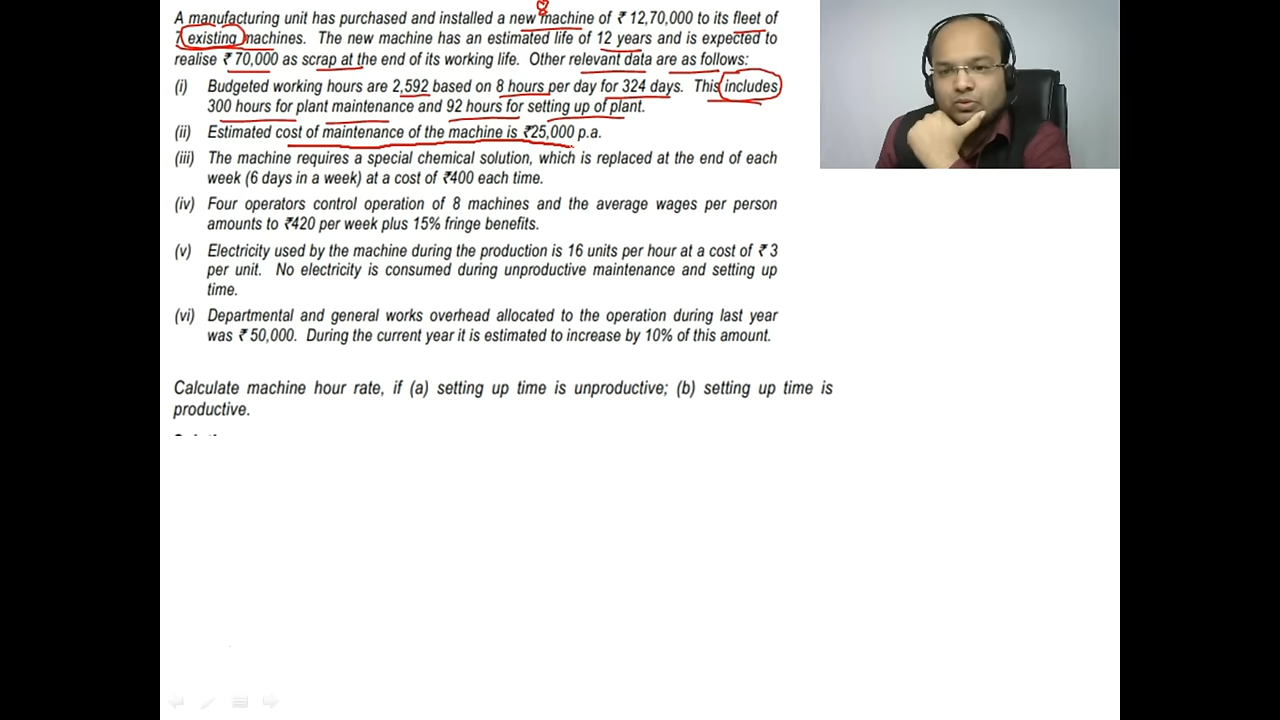 8
A manufacturing unit has purchased and installed a new machine of ₹ 12,70,000 to its fleet of
7 existing machines. The new machine has an estimated life of 12 years and is expected to
realise ₹ 70,000 as scrap at the end of its working life. Other relevant data are as follows:
(i) Budgeted working hours are 2,592 based on 8 hours per day for 324 days. This includes
300 hours for plant maintenance and 92 hours for setting up of plant.
(ii) Estimated cost of maintenance of the machine is ₹25,000 p.a.
(iii) The machine requires a special chemical solution, which is replaced at the end of each
week (6 days in a week) at a cost of ₹400 each time.
(iv) Four operators control operation of 8 machines and the average wages per person
amounts to ₹420 per week plus 15% fringe benefits.
(v) Electricity used by the machine during the production is 16 units per hour at a cost of ₹ 3
per unit. No electricity is consumed during unproductive maintenance and setting up
time.
(vi) Departmental and general works overhead allocated to the operation during last year
was ₹ 50,000. During the current year it is estimated to increase by 10% of this amount.
Calculate machine hour rate, if (a) setting up time is unproductive; (b) setting up time is
productive.